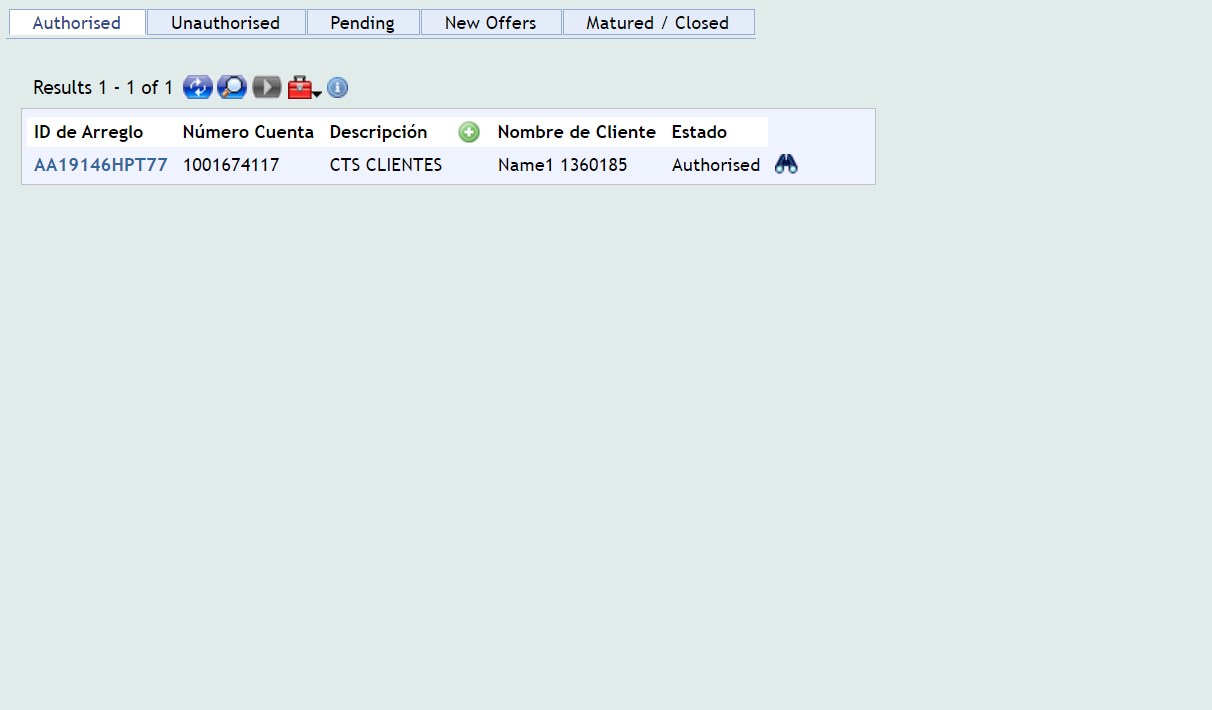 Authorised Unauthorised Pending New Offers Matured / Closed
Results 1 - 1 of 1
ID de Arreglo Número Cuenta Descripción Nombre de Cliente Estado
AA19146HPT77 1001674117 CTS CLIENTES Name1 1360185 Authorised